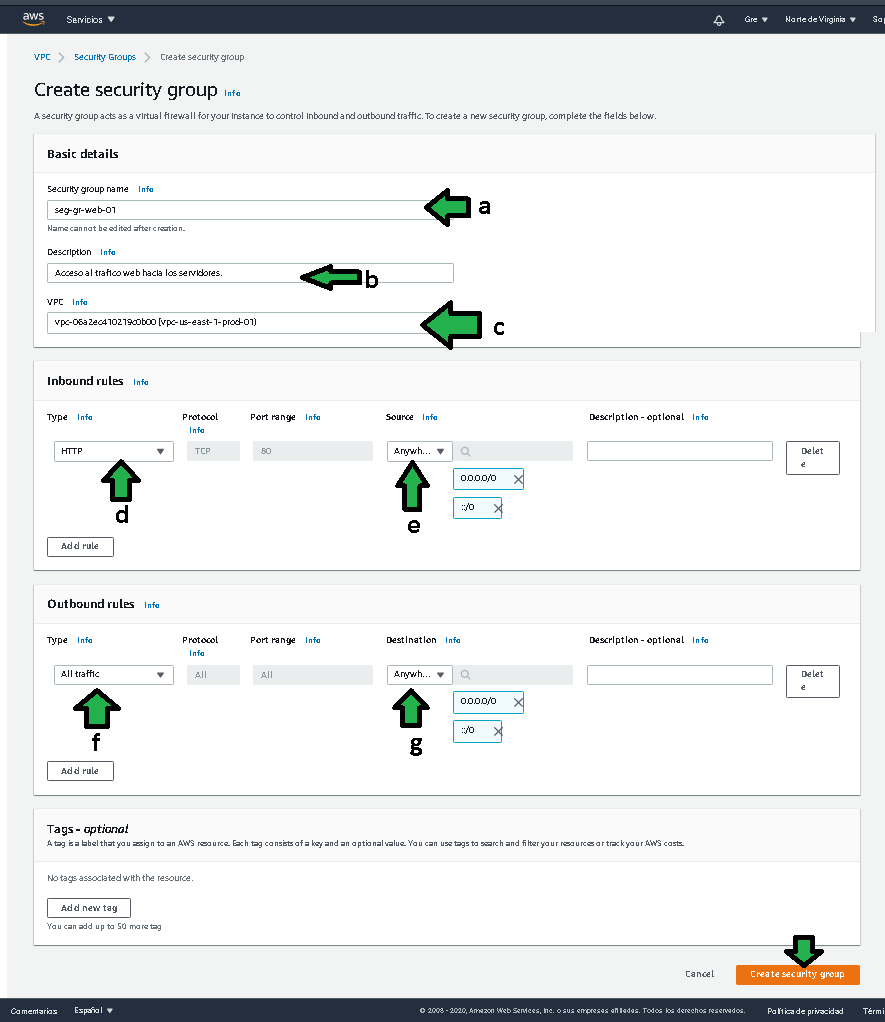 aws Servicios Gre Norte de Virginia
VPC Security Groups Create security group
Create security group Info
A security group acts as a virtual firewall for your instance to control inbound and outbound traffic. To create a new security group, complete the fields below.
Basic details
Security group name Info
seg-gr-web-01
a
Name cannot be edited after creation.
Description Info
Acceso al trafico web hacia los servidores.
b
VPC Info
vpc-06a2ec410219c0b00 (vpc-us-east-1-prod-01)
c
Inbound rules Info
Type Info Protocol Info Port range Info Source Info Description - optional Info
HTTP TCP 80 Anywh... Delet
e
0.0.0.0/0
::/0
d
e
Add rule
Outbound rules Info
Type Info Protocol Info Port range Info Destination Info Description - optional Info
All traffic All All Anywh... Delet
e
0.0.0.0/0
::/0
f
g
Add rule
Tags - optional
A tag is a label that you assign to an AWS resource. Each tag consists of a key and an optional value. You can use tags to search and filter your resources or track your AWS costs.
No tags associated with the resource.
Add new tag
You can add up to 50 more tag
Cancel Create security group
Comentarios Español © 2008 - 2020, Amazon Web Services, Inc. o sus empresas afiliadas. Todos los derechos reservados. Política de privacidad Térmi